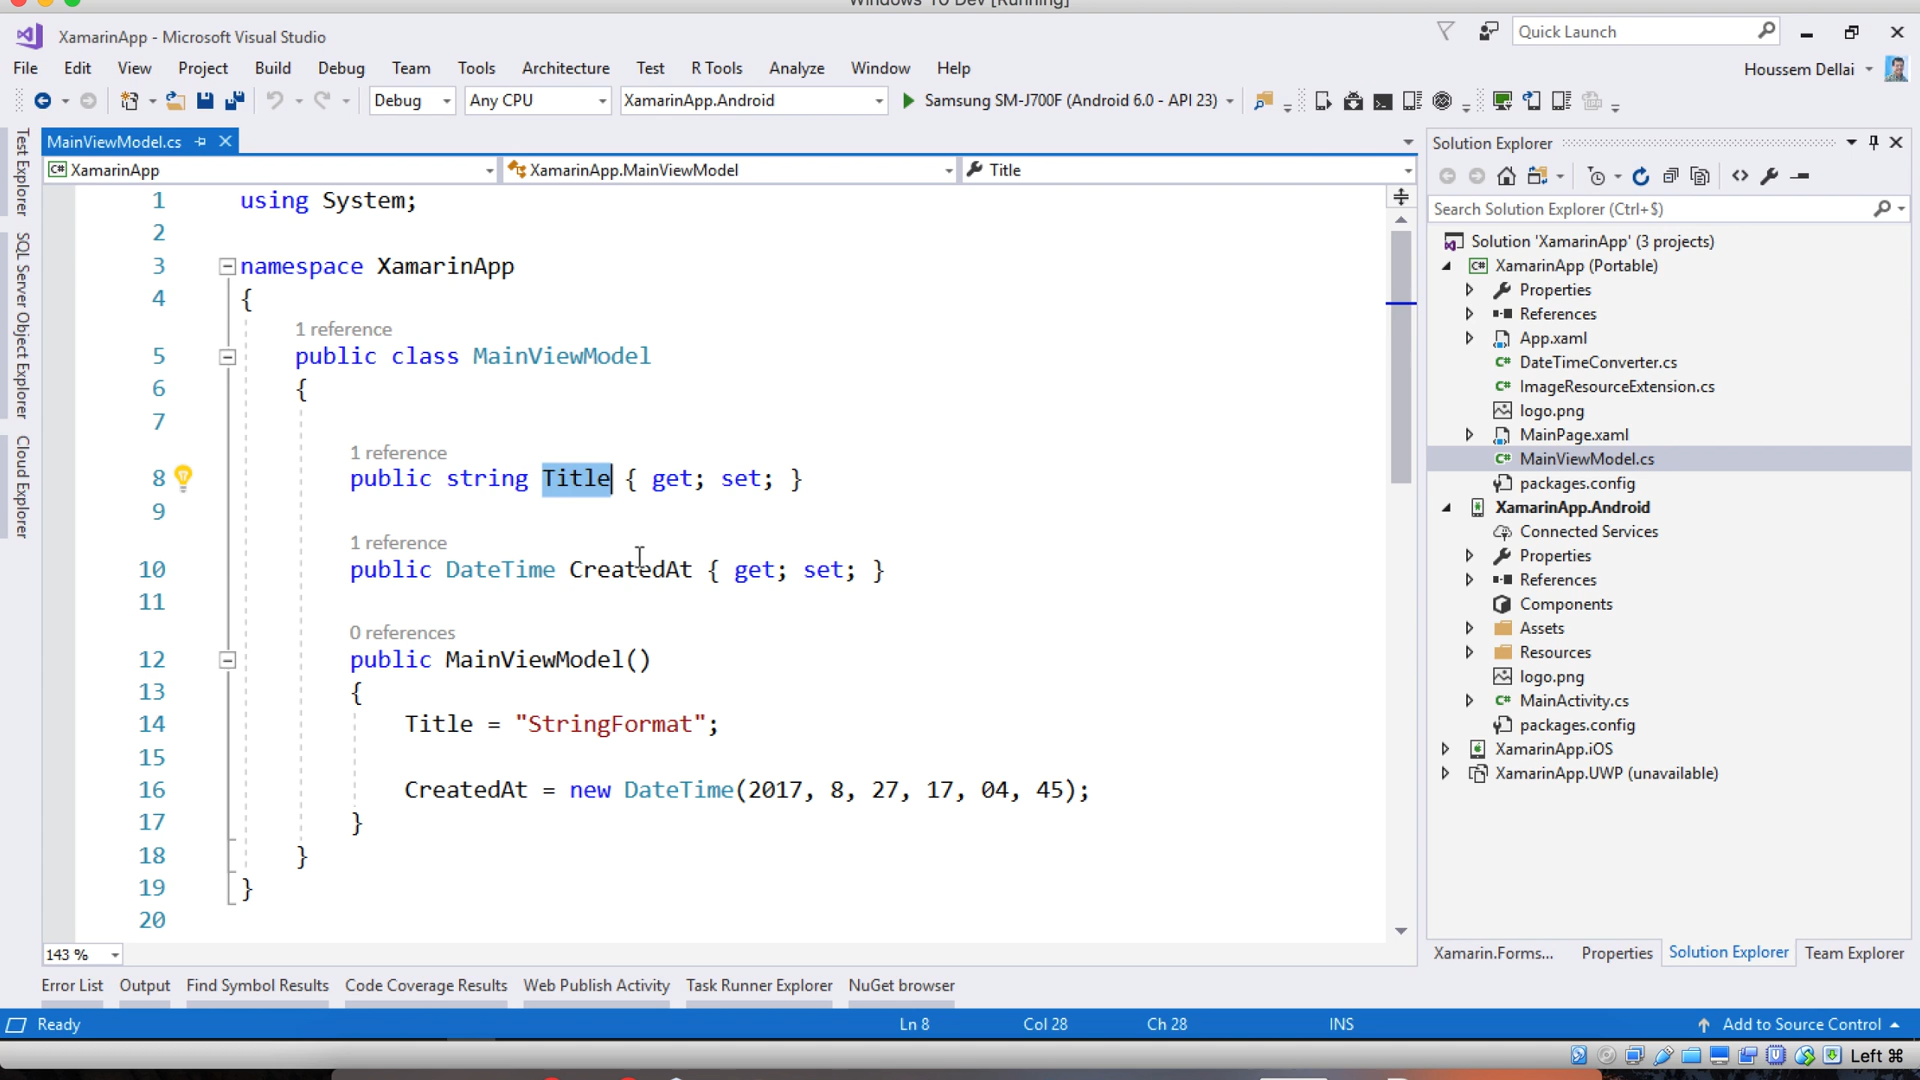 Windows 10 Dev [Running]
XamarinApp - Microsoft Visual Studio
Quick Launch
File Edit View Project Build Debug Team Tools Architecture Test R Tools Analyze Window Help
Houssem Dellai
Debug
Any CPU
XamarinApp.Android
Samsung SM-J700F (Android 6.0 - API 23)
Test Explorer
SQL Server Object Explorer
Cloud Explorer
MainViewModel.cs
XamarinApp
XamarinApp.MainViewModel
Title
1 using System;
2
3 namespace XamarinApp
4 {
1 reference
5 public class MainViewModel
6 {
7
1 reference
8 public string Title { get; set; }
9
1 reference
10 public DateTime CreatedAt { get; set; }
11
0 references
12 public MainViewModel()
13 {
14 Title = "StringFormat";
15
16 CreatedAt = new DateTime(2017, 8, 27, 17, 04, 45);
17 }
18 }
19 }
20
143 %
Solution Explorer
Search Solution Explorer (Ctrl+$)
Solution 'XamarinApp' (3 projects)
XamarinApp (Portable)
Properties
References
App.xaml
DateTimeConverter.cs
ImageResourceExtension.cs
logo.png
MainPage.xaml
MainViewModel.cs
packages.config
XamarinApp.Android
Connected Services
Properties
References
Components
Assets
Resources
logo.png
MainActivity.cs
packages.config
XamarinApp.iOS
XamarinApp.UWP (unavailable)
Xamarin.Forms... Properties Solution Explorer Team Explorer
Error List Output Find Symbol Results Code Coverage Results Web Publish Activity Task Runner Explorer NuGet browser
Ready
Ln 8
Col 28
Ch 28
INS
Add to Source Control
Left ⌘